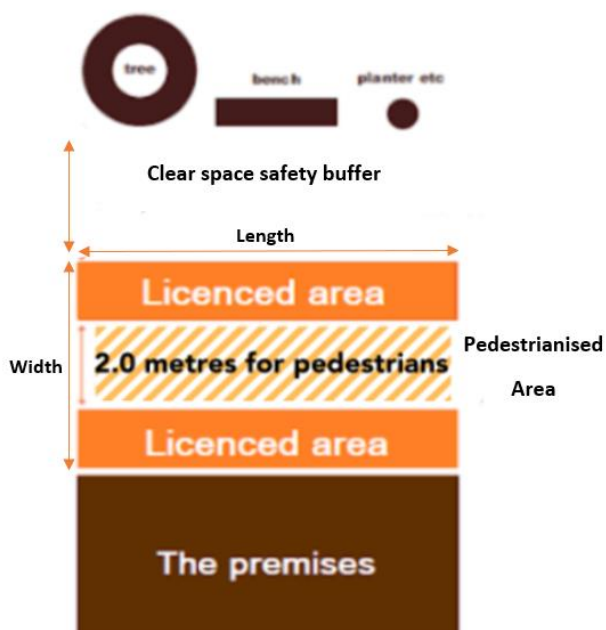 tree
bench
planter etc
Clear space safety buffer
Length
Licenced area
Width
2.0 metres for pedestrians
Pedestrianised
Area
Licenced area
The premises